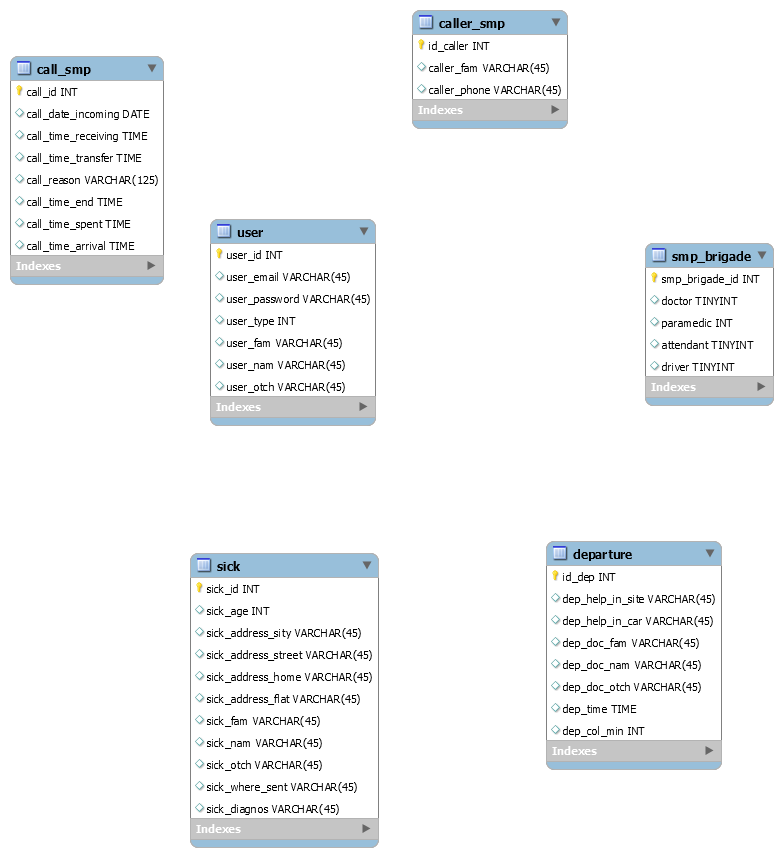 call_smp
call_id INT
call_date_incoming DATE
call_time_receiving TIME
call_time_transfer TIME
call_reason VARCHAR(125)
call_time_end TIME
call_time_spent TIME
call_time_arrival TIME
Indexes
caller_smp
id_caller INT
caller_fam VARCHAR(45)
caller_phone VARCHAR(45)
Indexes
user
user_id INT
user_email VARCHAR(45)
user_password VARCHAR(45)
user_type INT
user_fam VARCHAR(45)
user_nam VARCHAR(45)
user_otch VARCHAR(45)
Indexes
smp_brigade
smp_brigade_id INT
doctor TINYINT
paramedic INT
attendant TINYINT
driver TINYINT
Indexes
sick
sick_id INT
sick_age INT
sick_address_sity VARCHAR(45)
sick_address_street VARCHAR(45)
sick_address_home VARCHAR(45)
sick_address_flat VARCHAR(45)
sick_fam VARCHAR(45)
sick_nam VARCHAR(45)
sick_otch VARCHAR(45)
sick_where_sent VARCHAR(45)
sick_diagnos VARCHAR(45)
Indexes
departure
id_dep INT
dep_help_in_site VARCHAR(45)
dep_help_in_car VARCHAR(45)
dep_doc_fam VARCHAR(45)
dep_doc_nam VARCHAR(45)
dep_doc_otch VARCHAR(45)
dep_time TIME
dep_col_min INT
Indexes